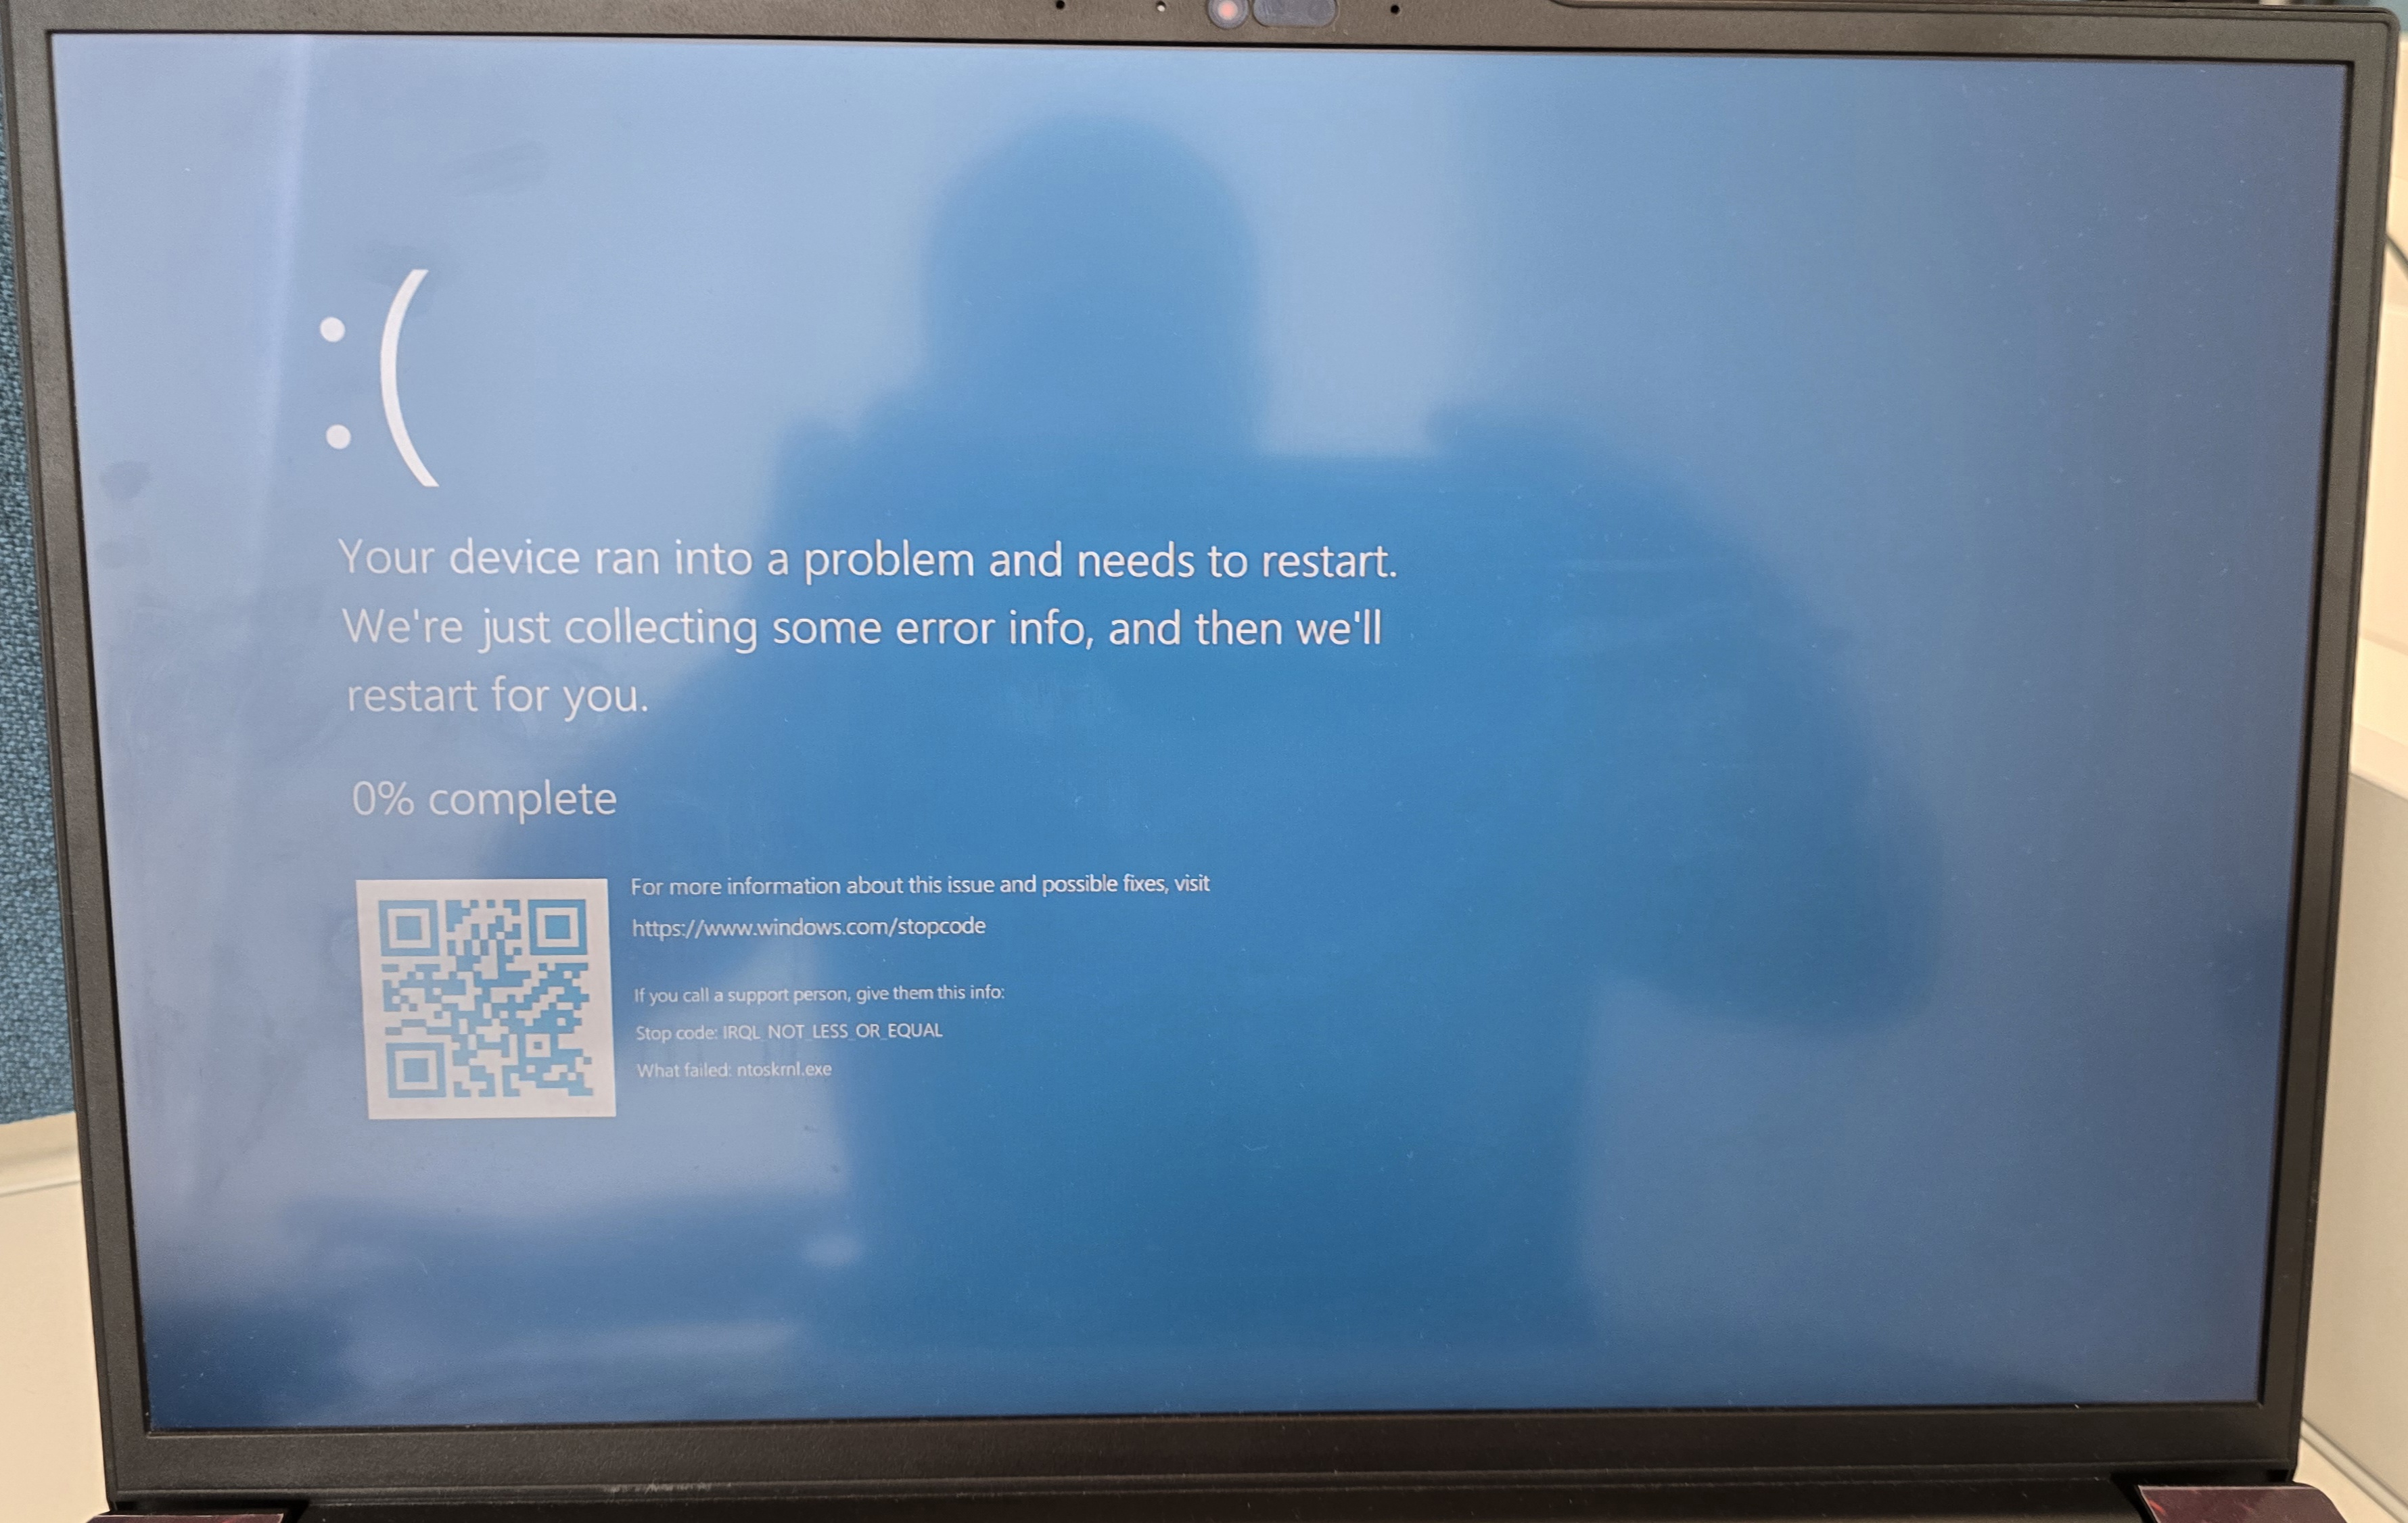 :(
Your device ran into a problem and needs to restart.
We're just collecting some error info, and then we'll
restart for you.
0% complete
For more information about this issue and possible fixes, visit
https://www.windows.com/stopcode
If you call a support person, give them this info:
Stop code: IRQL_NOT_LESS_OR_EQUAL
What failed: ntoskrnl.exe